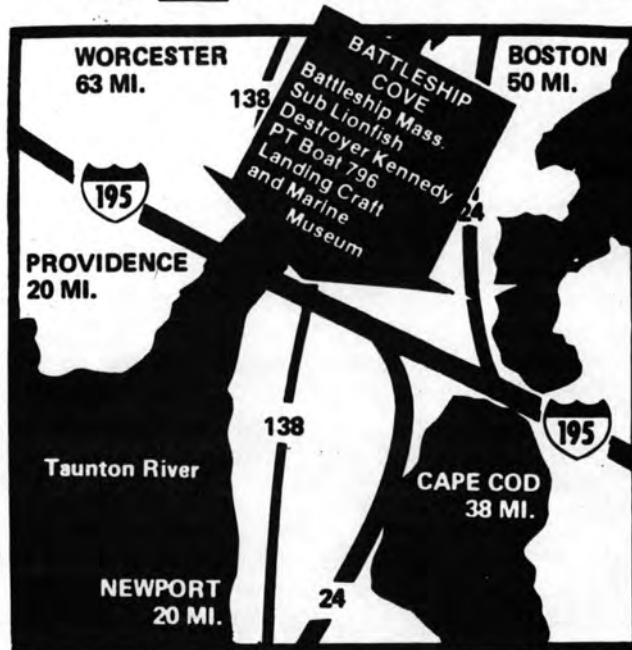 WORCESTER
63 MI.
138
BATTLESHIP
COVE
Battleship Mass.
Sub Lionfish
Destroyer Kennedy
PT Boat 796
Landing Craft
and Marine
Museum
BOSTON
50 MI.
24
195
PROVIDENCE
20 MI.
138
195
Taunton River
CAPE COD
38 MI.
NEWPORT
20 MI.
24